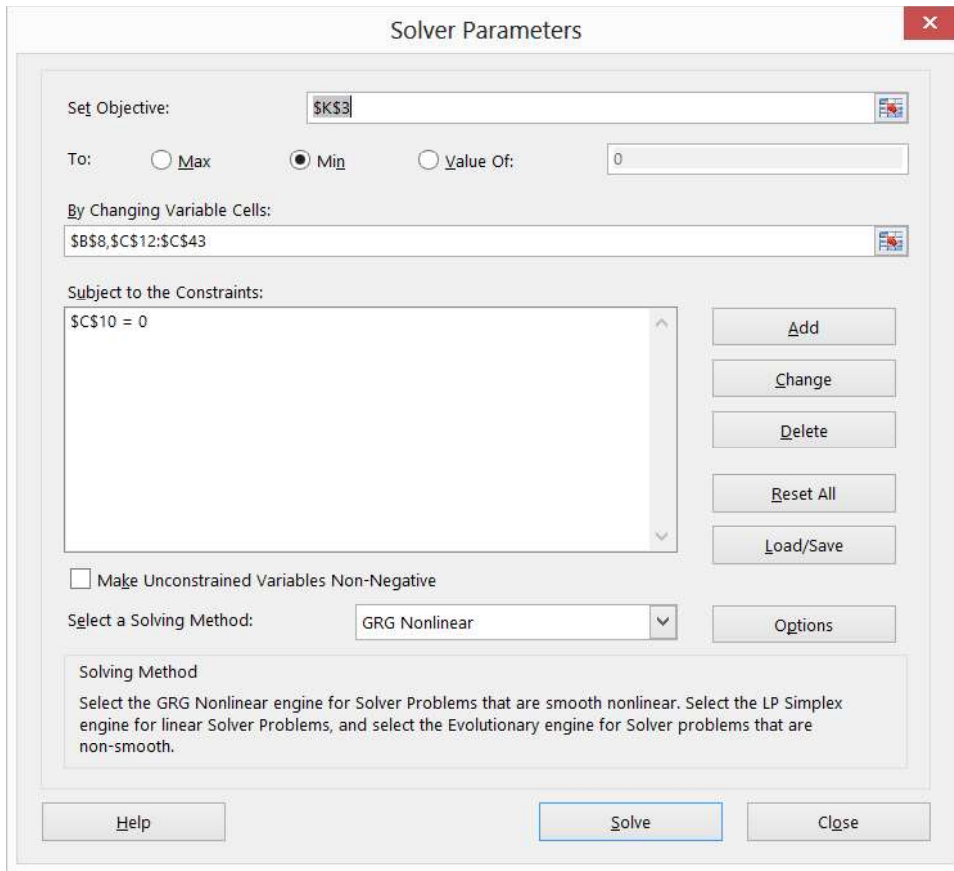 Solver Parameters
Set Objective: $K$3
To: Max Min Value Of: 0
By Changing Variable Cells:
$B$8,$C$12:$C$43
Subject to the Constraints:
$C$10 = 0
Add
Change
Delete
Reset All
Load/Save
Make Unconstrained Variables Non-Negative
Select a Solving Method: GRG Nonlinear Options
Solving Method
Select the GRG Nonlinear engine for Solver Problems that are smooth nonlinear. Select the LP Simplex
engine for linear Solver Problems, and select the Evolutionary engine for Solver problems that are
non-smooth.
Help Solve Close